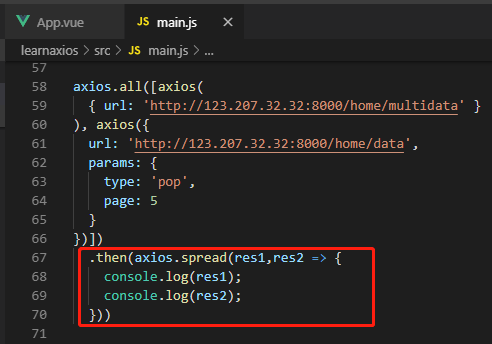 App.vue
JS main.js ×
learnaxios > src > JS main.js > ...
57
58 axios.all([axios(
59 { url: 'http://123.207.32.32:8000/home/multidata' }
60 ), axios({
61 url: 'http://123.207.32.32:8000/home/data',
62 params: {
63 type: 'pop',
64 page: 5
65 }
66 })])
67 .then(axios.spread(res1,res2 => {
68 console.log(res1);
69 console.log(res2);
70 }))
71